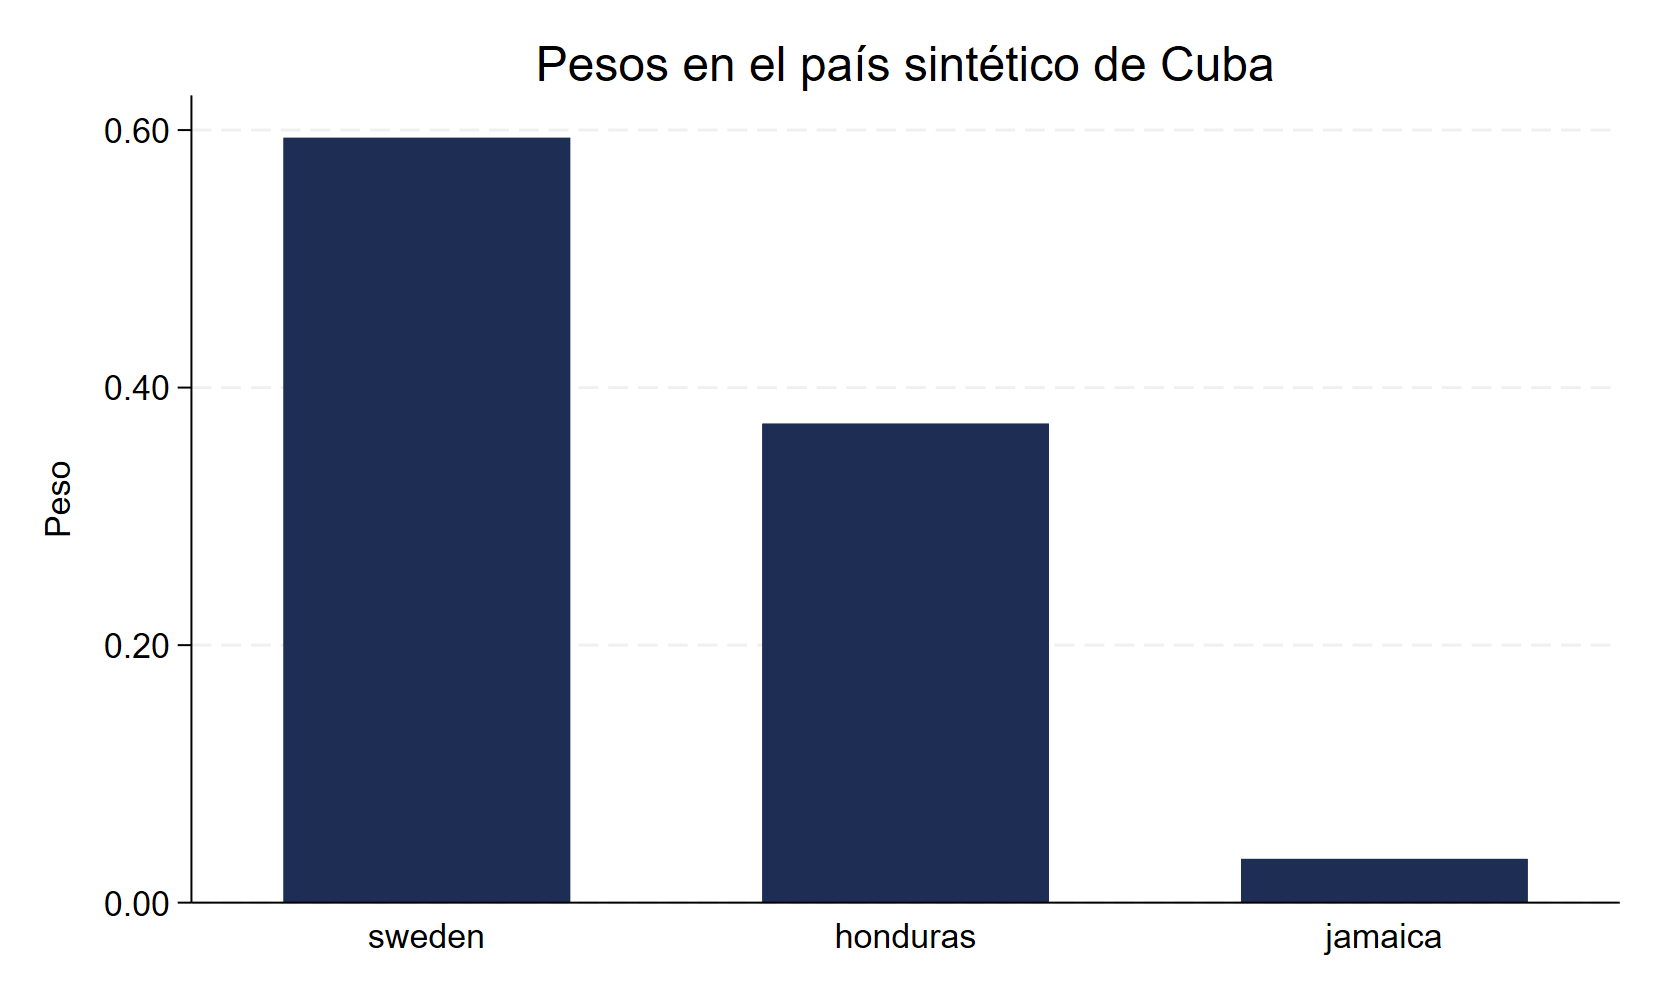 Pesos en el país sintético de Cuba
0.60
0.40
0.20
0.00
Peso
sweden
honduras
jamaica